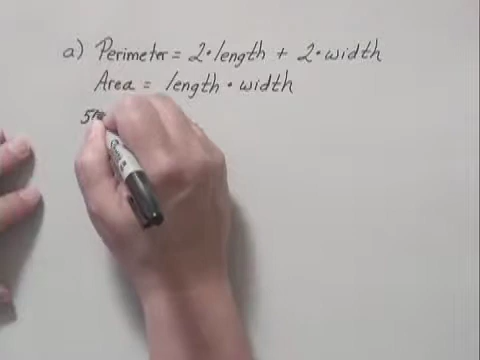 a) Perimeter = 2·length + 2·width
Area = length · width